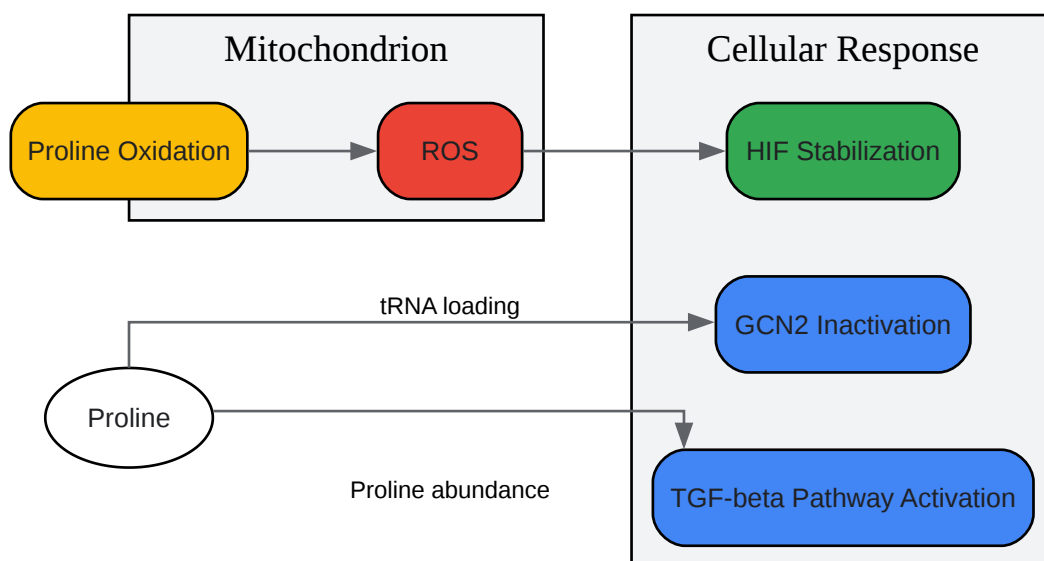 Mitochondrion
Cellular Response
Proline Oxidation
ROS
HIF Stabilization
tRNA loading
GCN2 Inactivation
Proline
Proline abundance
TGF-beta Pathway Activation